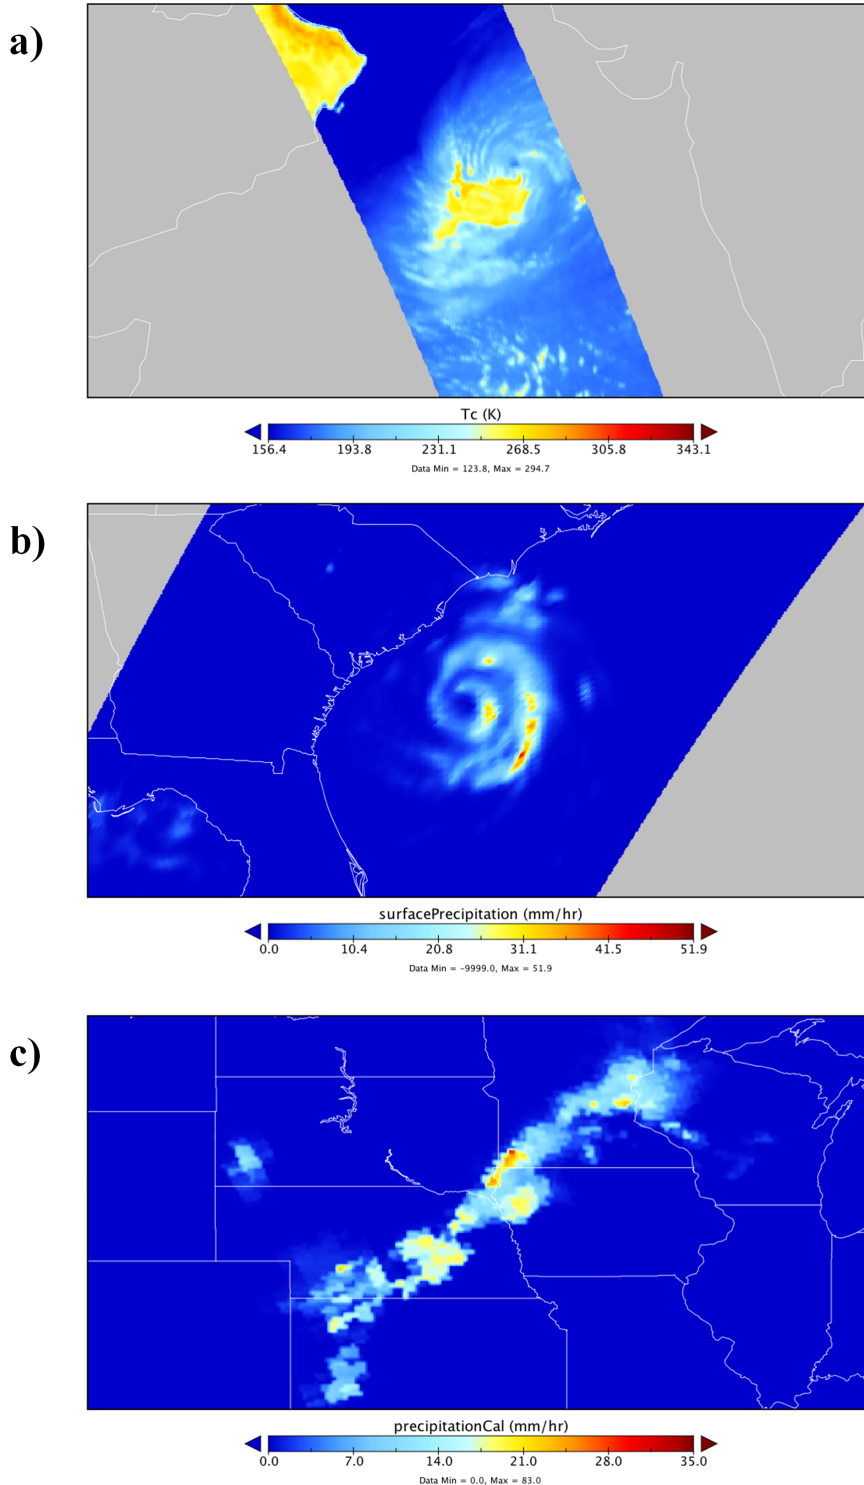 a)
Tc (K)
156.4 193.8 231.1 268.5 305.8 343.1
Data Min = 123.8, Max = 294.7
b)
surfacePrecipitation (mm/hr)
0.0 10.4 20.8 31.1 41.5 51.9
Data Min = -9999.0, Max = 51.9
c)
precipitationCal (mm/hr)
0.0 7.0 14.0 21.0 28.0 35.0
Data Min = 0.0, Max = 83.0